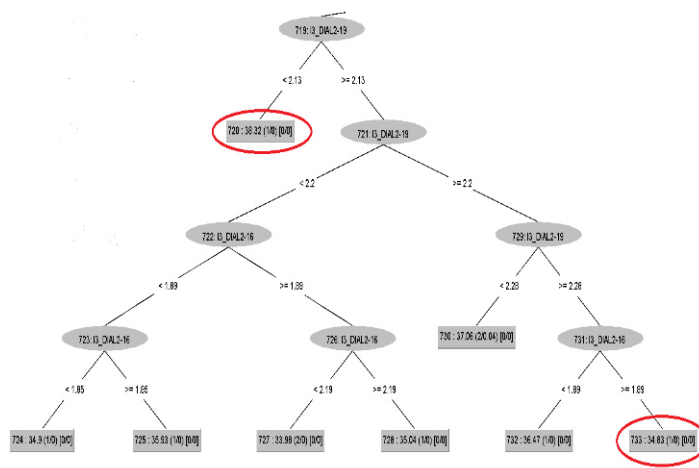 719: I3_DIAL2-19
< 2.13
>= 2.13
720 : 38.32 (1/0) [0/0]
721: I3_DIAL2-19
< 2.2
>= 2.2
722: I3_DIAL2-16
729: I3_DIAL2-19
< 1.89
>= 1.89
< 2.28
>= 2.28
723: I3_DIAL2-16
726: I3_DIAL2-16
730 : 37.06 (2/0.04) [0/0]
731: I3_DIAL2-16
< 1.85
>= 1.85
< 2.19
>= 2.19
< 1.89
>= 1.89
724 : 34.9 (1/0) [0/0]
725 : 35.93 (1/0) [0/0]
727 : 33.98 (2/0) [0/0]
728 : 35.04 (1/0) [0/0]
732 : 36.47 (1/0) [0/0]
733 : 34.83 (1/0) [0/0]